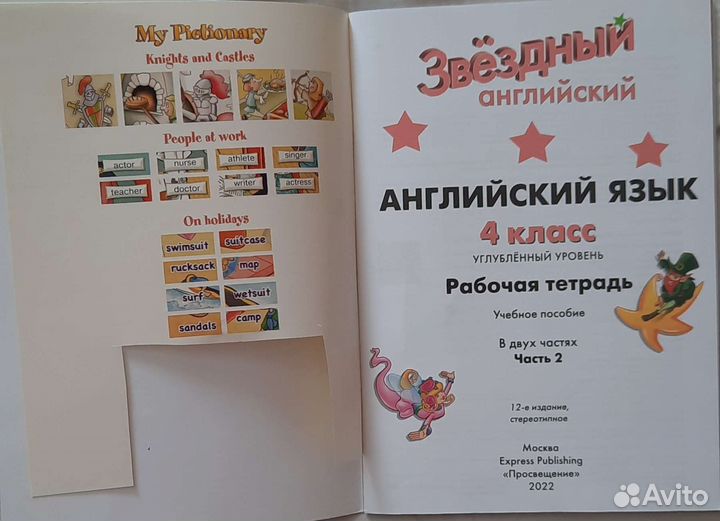 My Pictionary
Knights and Castles
People at work
actor nurse athlete singer
teacher doctor writer actress
On holidays
swimsuit suitcase
rucksack map
surf wetsuit
sandals camp
Звёздный
английский
АНГЛИЙСКИЙ ЯЗЫК
4 класс
УГЛУБЛЁННЫЙ УРОВЕНЬ
Рабочая тетрадь
Учебное пособие
В двух частях
Часть 2
12-е издание,
стереотипное
Москва
Express Publishing
«Просвещение»
2022
Avito